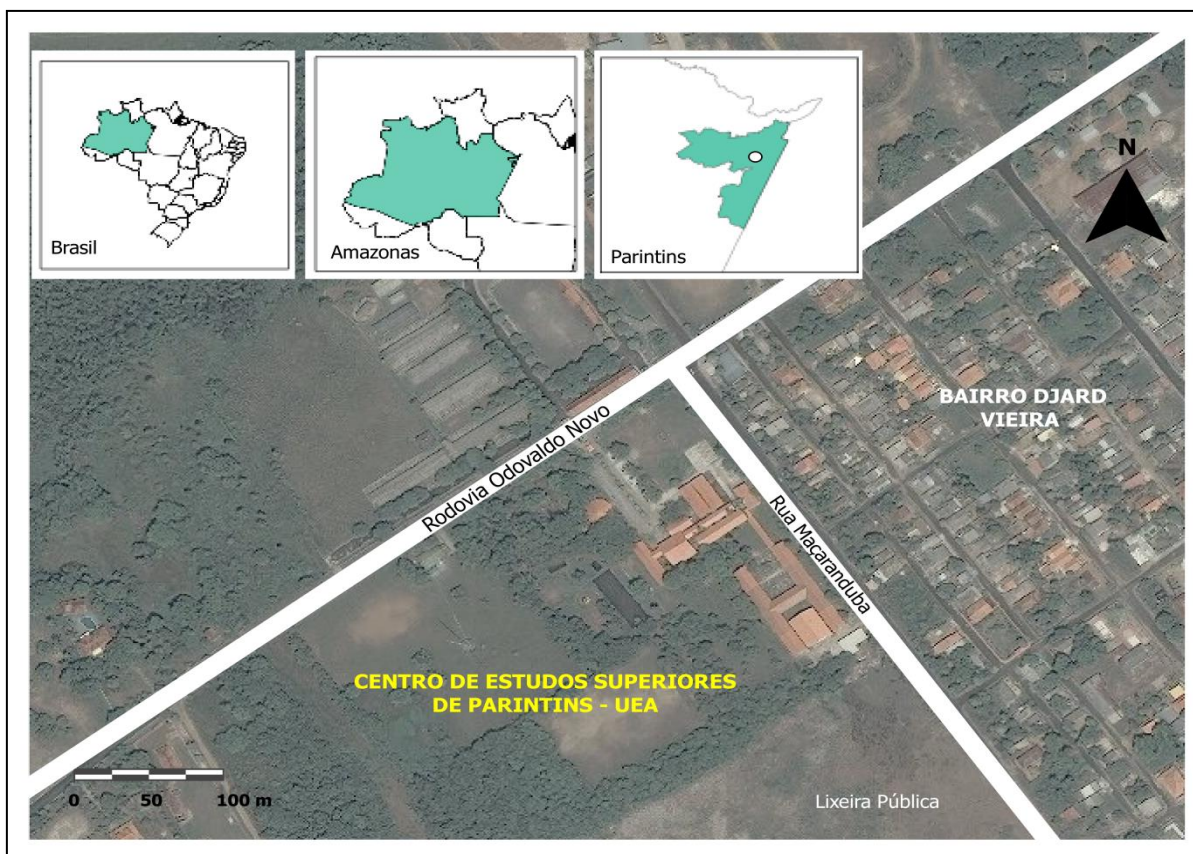 Brasil
Amazonas
Parintins
N
BAIRRO DJARD
VIEIRA
Rodovia Odovaldo Novo
Rua Maçaranduba
CENTRO DE ESTUDOS SUPERIORES
DE PARINTINS - UEA
0 50 100 m
Lixeira Pública